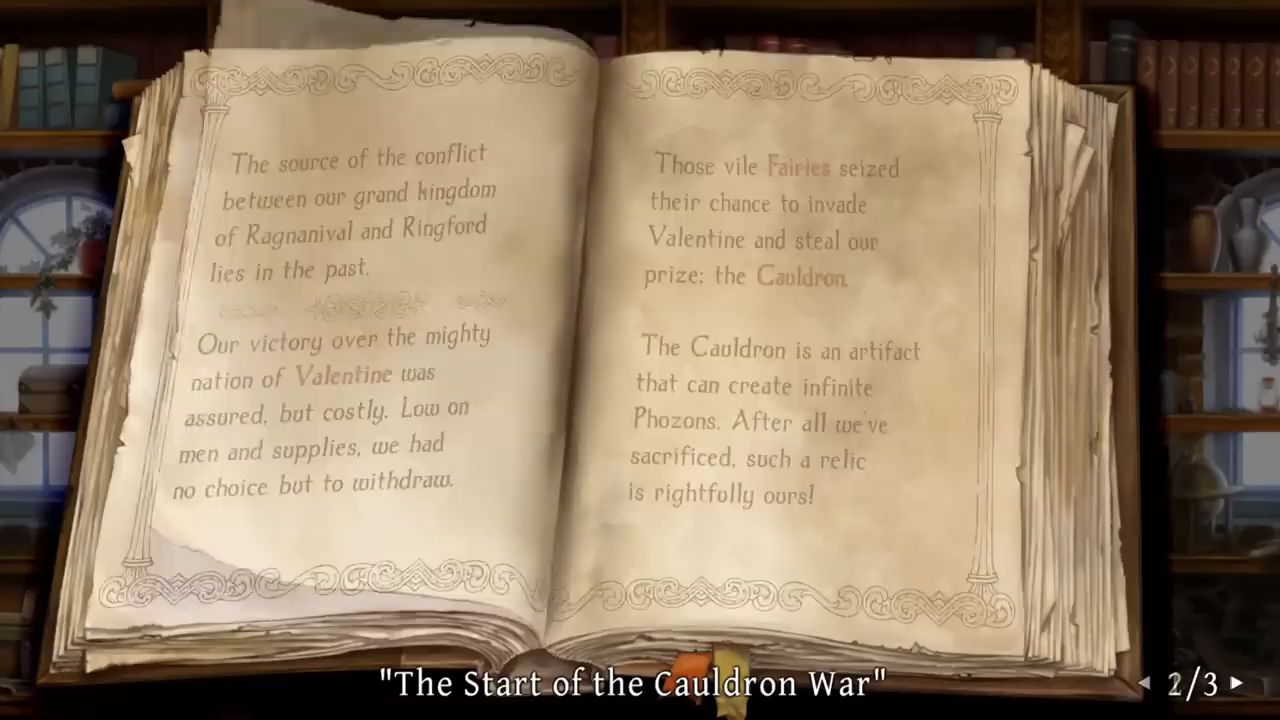 The source of the conflict
between our grand kingdom
of Ragnanival and Ringford
lies in the past.
Our victory over the mighty
nation of Valentine was
assured, but costly. Low on
men and supplies, we had
no choice but to withdraw.
Those vile Fairies seized
their chance to invade
Valentine and steal our
prize: the Cauldron.
The Cauldron is an artifact
that can create infinite
Phozons. After all we've
sacrificed, such a relic
is rightfully ours!
"The Start of the Cauldron War"
2/3